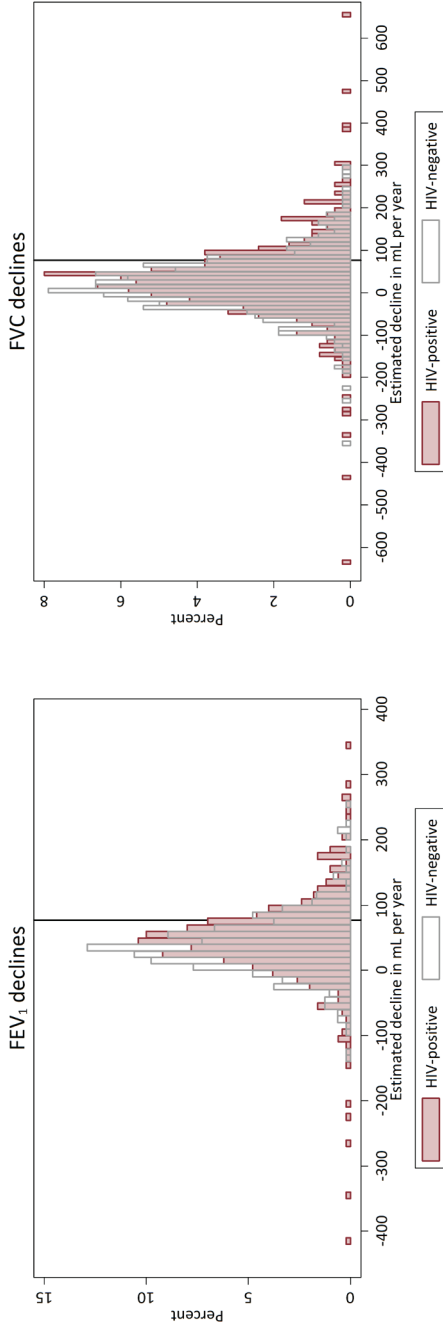 FEV₁ declines
Percent
15
10
5
0
-400 -300 -200 -100 0 100 200 300 400
Estimated decline in mL per year
HIV-positive HIV-negative
FVC declines
Percent
8
6
4
2
0
-600 -500 -400 -300 -200 -100 0 100 200 300 400 500 600
Estimated decline in mL per year
HIV-positive HIV-negative